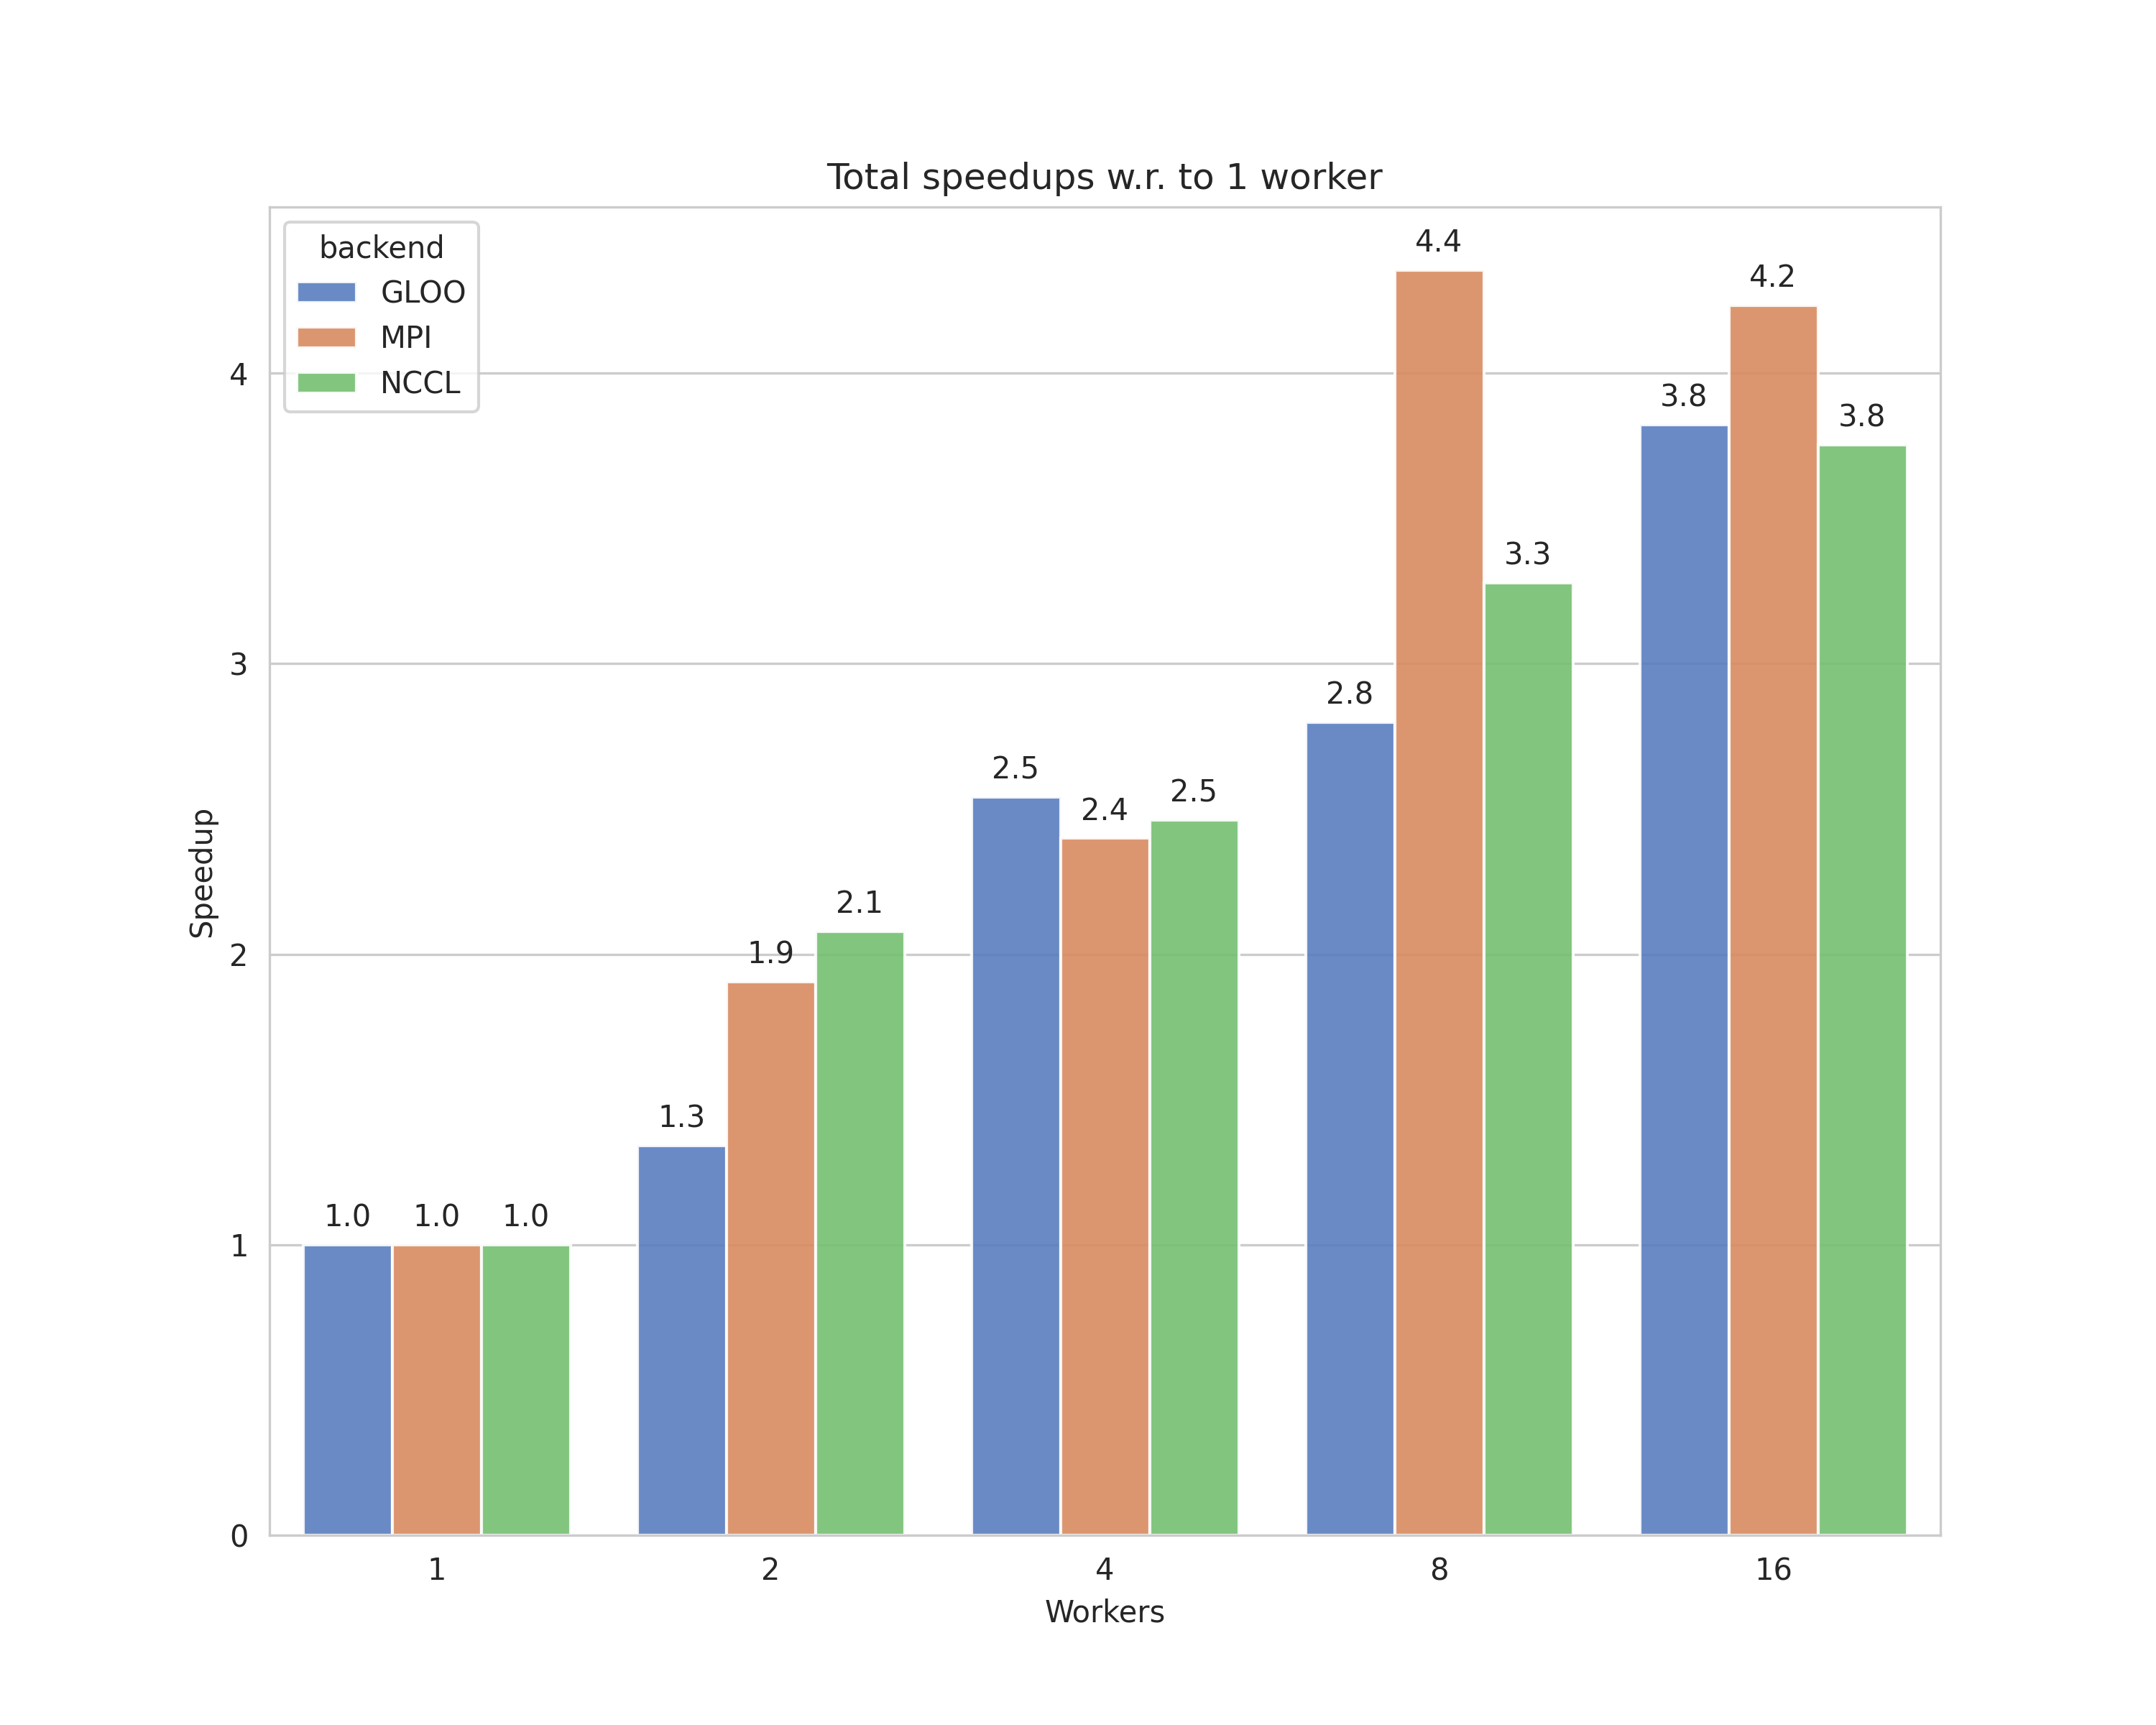 Total speedups w.r. to 1 worker
backend
GLOO
MPI
NCCL
4.4
4.2
3.8
3.8
3.3
2.8
2.5
2.4
2.5
2.1
1.9
1.3
1.0 1.0 1.0
4
3
2
1
0
Speedup
1 2 4 8 16
Workers